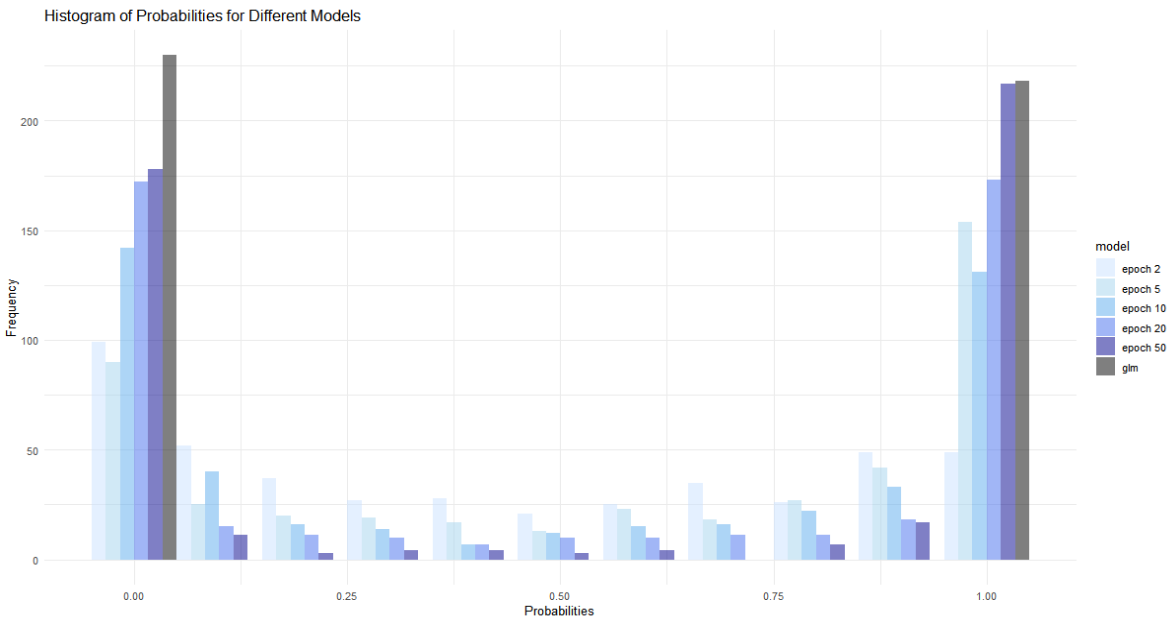 Histogram of Probabilities for Different Models
Frequency
200
150
100
50
0
0.00 0.25 0.50 0.75 1.00
Probabilities
model
epoch 2
epoch 5
epoch 10
epoch 20
epoch 50
glm